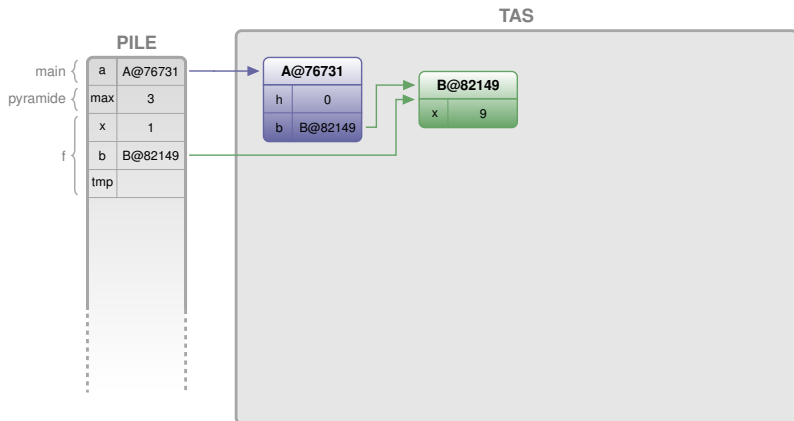 TAS
PILE
main
a A@76731
pyramide
max 3
f
x 1
b B@82149
tmp
A@76731
h 0
b B@82149
B@82149
x 9